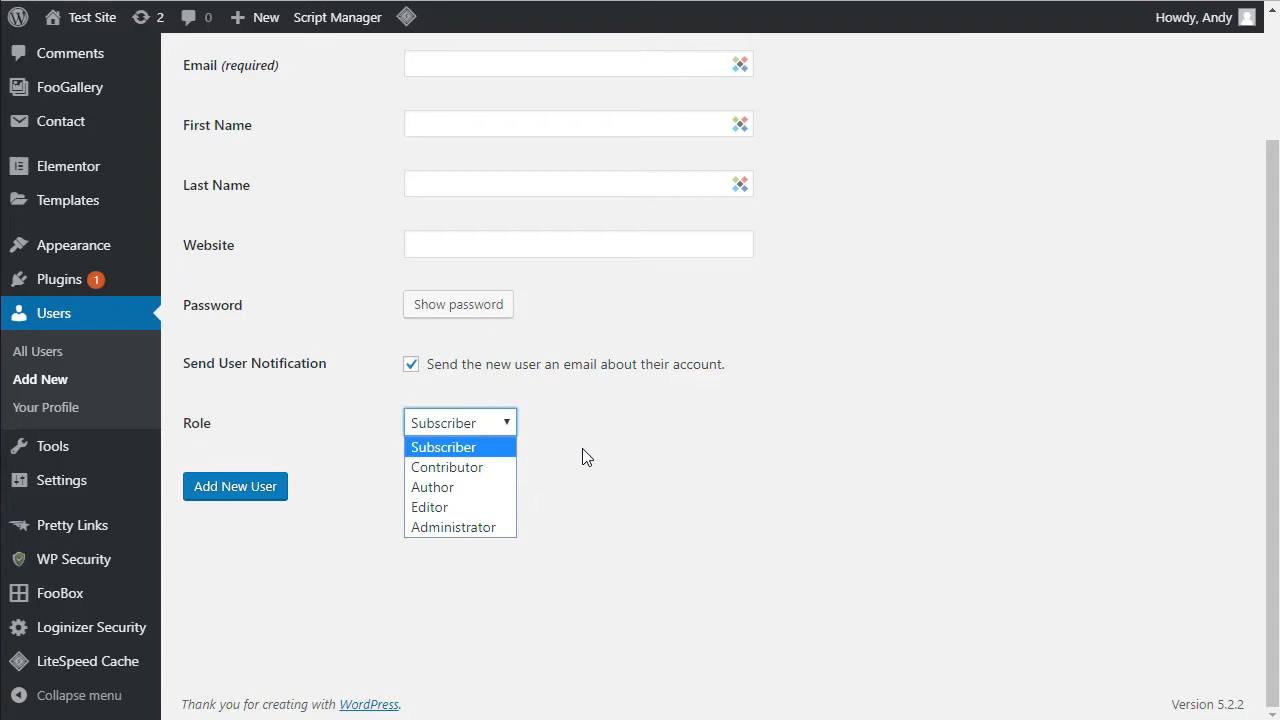 Test Site 2 0 New Script Manager Howdy, Andy
Comments
FooGallery
Contact
Elementor
Templates
Appearance
Plugins 1
Users
All Users
Add New
Your Profile
Tools
Settings
Pretty Links
WP Security
FooBox
Loginizer Security
LiteSpeed Cache
Collapse menu
Email (required)
First Name
Last Name
Website
Password Show password
Send User Notification Send the new user an email about their account.
Role Subscriber
Subscriber
Contributor
Author
Editor
Administrator
Add New User
Thank you for creating with WordPress. Version 5.2.2